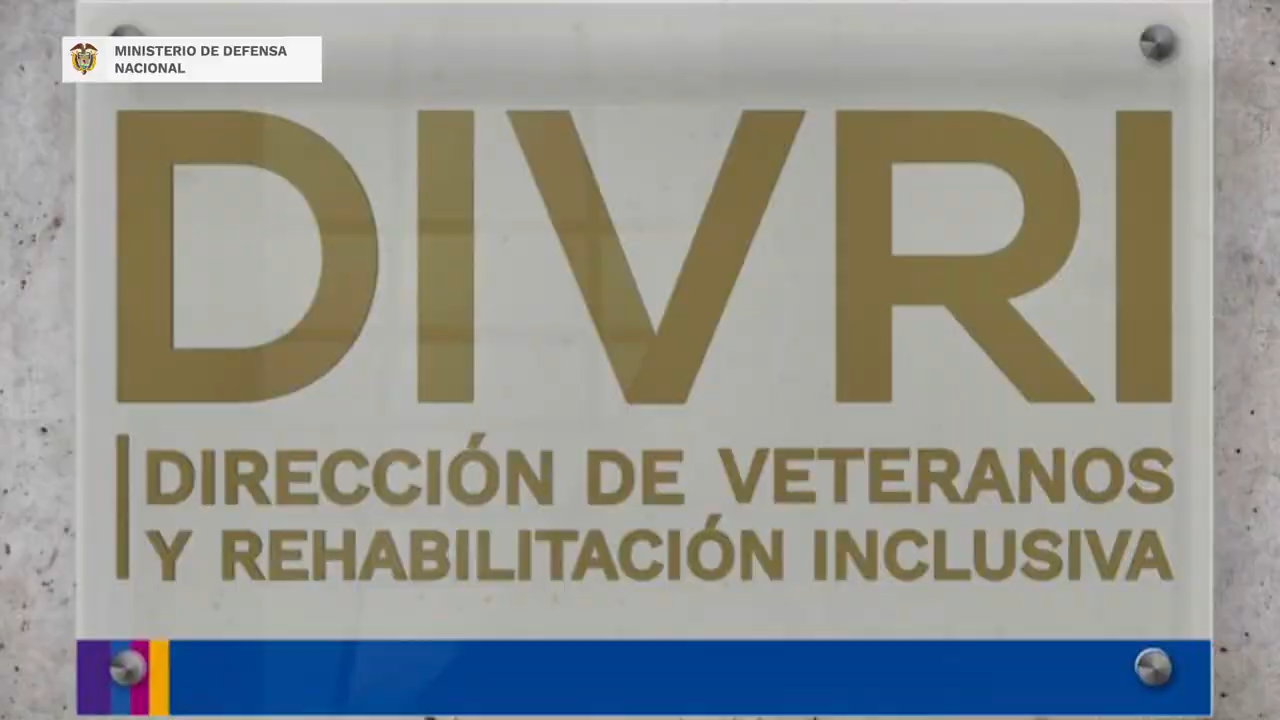 MINISTERIO DE DEFENSA
NACIONAL
DIVRI
DIRECCIÓN DE VETERANOS
Y REHABILITACIÓN INCLUSIVA